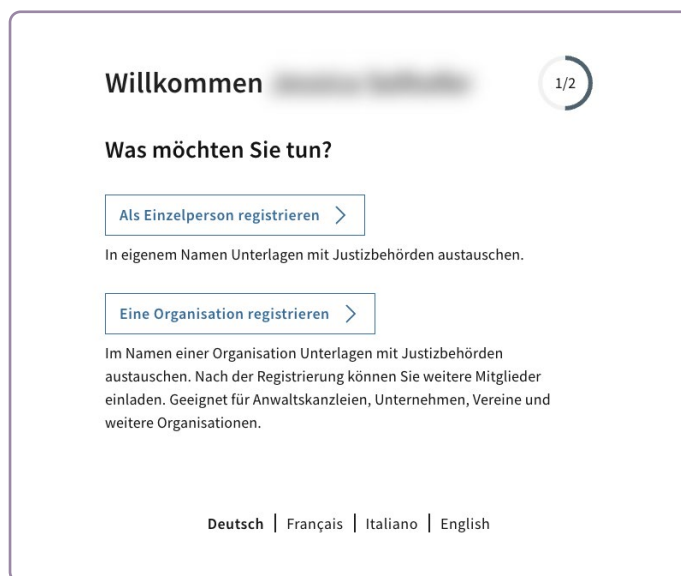 Willkommen
1/2
Was möchten Sie tun?
Als Einzelperson registrieren
In eigenem Namen Unterlagen mit Justizbehörden austauschen.
Eine Organisation registrieren
Im Namen einer Organisation Unterlagen mit Justizbehörden
austauschen. Nach der Registrierung können Sie weitere Mitglieder
einladen. Geeignet für Anwaltskanzleien, Unternehmen, Vereine und
weitere Organisationen.
Deutsch | Français | Italiano | English